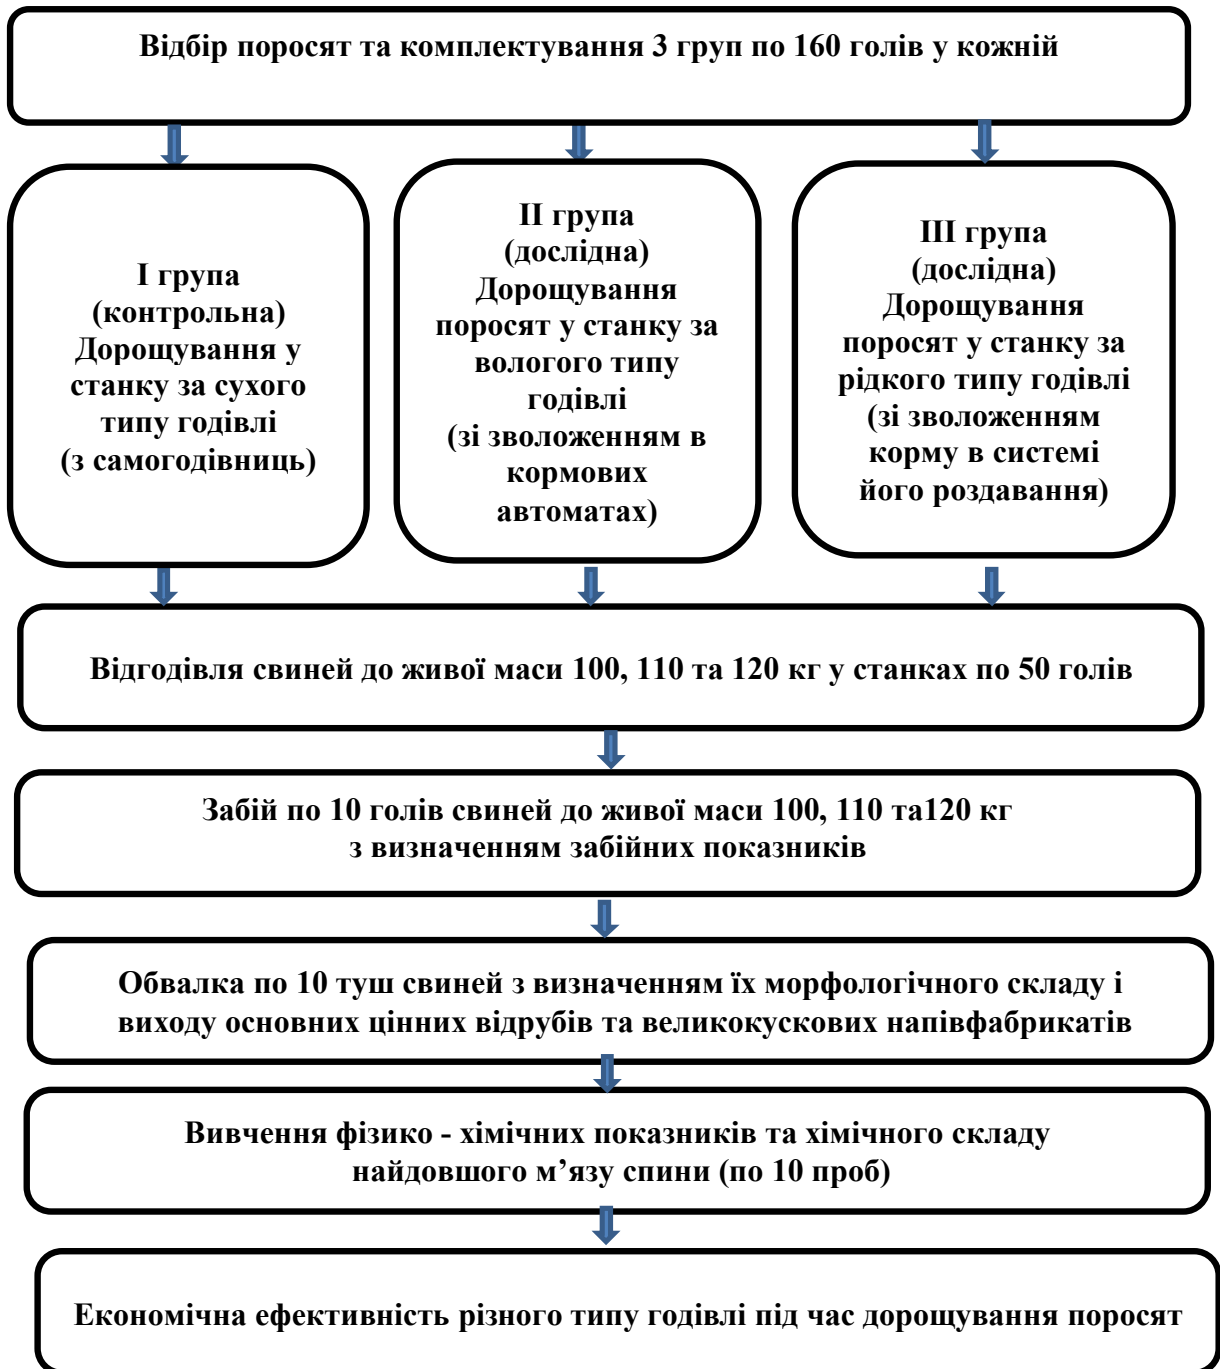 Відбір поросят та комплектування 3 груп по 160 голів у кожній
І група
(контрольна)
Дорощування у
станку за сухого
типу годівлі
(з самогодівниць)
ІІ група
(дослідна)
Дорощування
поросят у станку за
вологого типу
годівлі
(зі зволоженням в
кормових
автоматах)
ІІІ група
(дослідна)
Дорощування
поросят у станку за
рідкого типу годівлі
(зі зволоженням
корму в системі
його роздавання)
Відгодівля свиней до живої маси 100, 110 та 120 кг у станках по 50 голів
Забій по 10 голів свиней до живої маси 100, 110 та120 кг
з визначенням забійних показників
Обвалка по 10 туш свиней з визначенням їх морфологічного складу і
виходу основних цінних відрубів та великокускових напівфабрикатів
Вивчення фізико - хімічних показників та хімічного складу
найдовшого м’язу спини (по 10 проб)
Економічна ефективність різного типу годівлі під час дорощування поросят